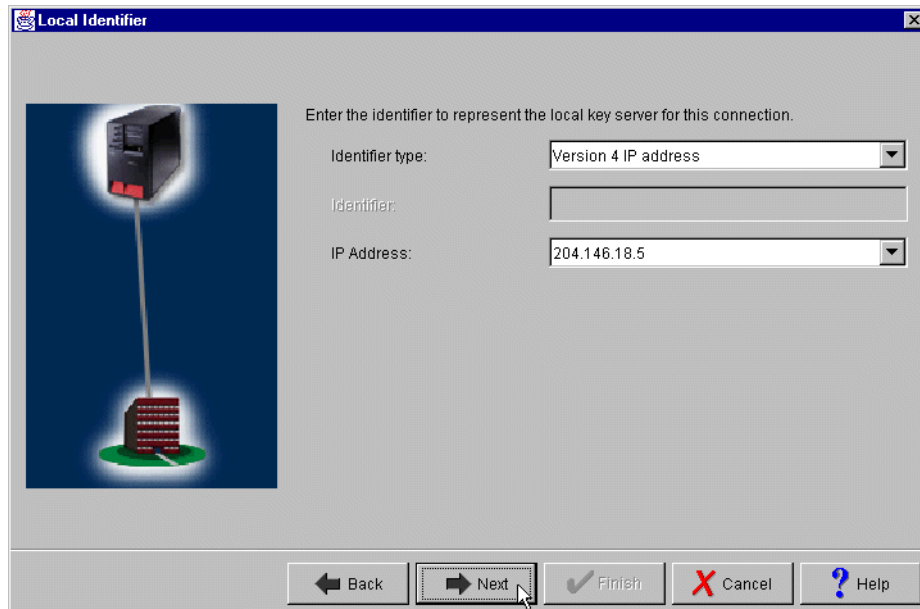 Local Identifier
Enter the identifier to represent the local key server for this connection.
Identifier type:
Version 4 IP address
Identifier:
IP Address:
204.146.18.5
Back
Next
Finish
Cancel
Help